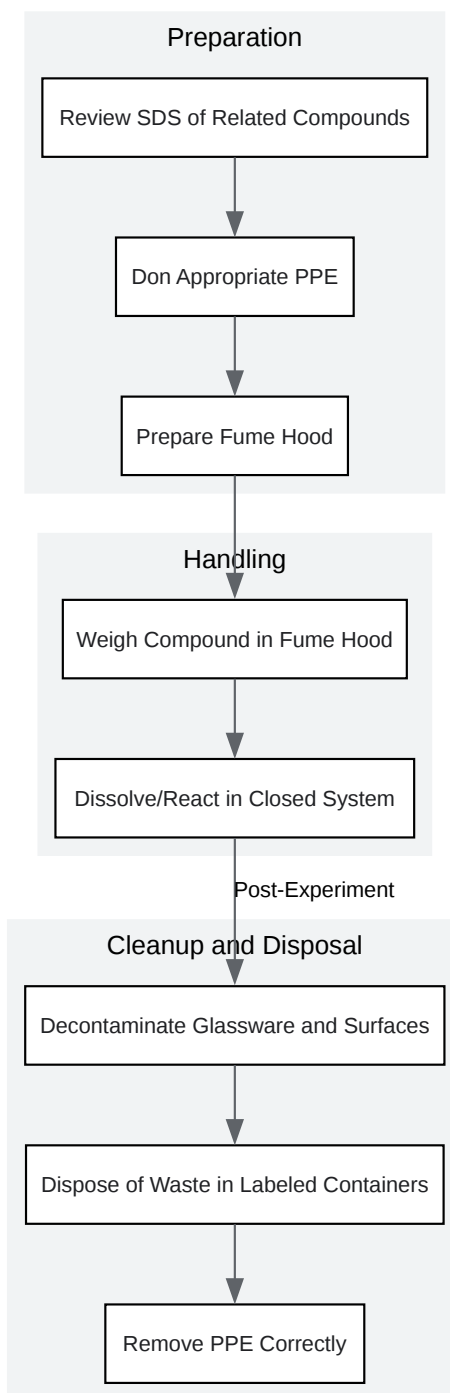 Preparation
Review SDS of Related Compounds
Don Appropriate PPE
Prepare Fume Hood
Handling
Weigh Compound in Fume Hood
Dissolve/React in Closed System
Post-Experiment
Cleanup and Disposal
Decontaminate Glassware and Surfaces
Dispose of Waste in Labeled Containers
Remove PPE Correctly